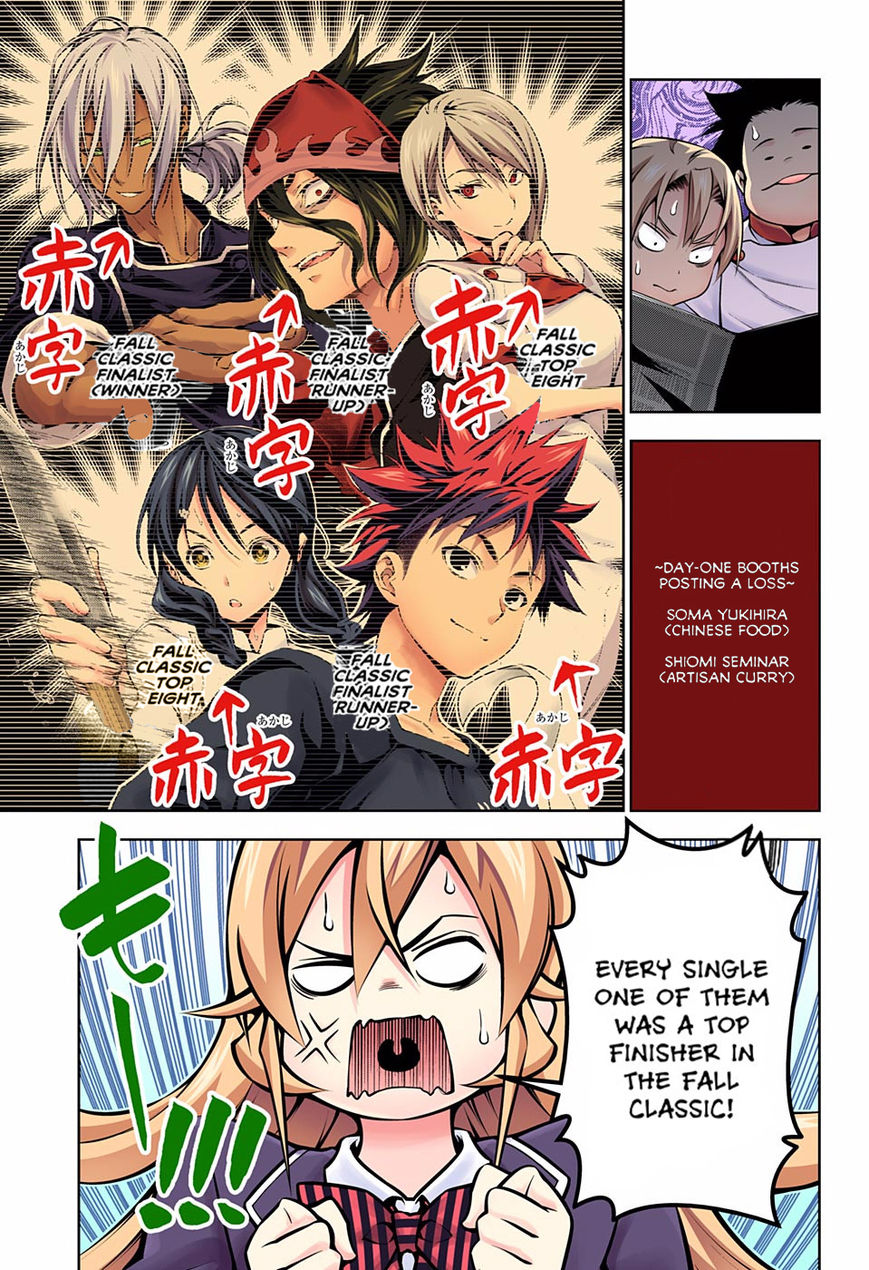 ~DAY-ONE BOOTHS
POSTING A LOSS~
SOMA YUKIHIRA
(CHINESE FOOD)
SHIOMI SEMINAR
(ARTISAN CURRY)
FALL
CLASSIC
TOP
EIGHT
赤字
あかじ
FALL
CLASSIC
FINALIST
(RUNNER-
UP)
赤字
あかじ
FALL
CLASSIC
FINALIST
(WINNER)
赤字
あかじ
FALL
CLASSIC
FINALIST
(RUNNER-
UP)
赤字
あかじ
FALL
CLASSIC
TOP
EIGHT
赤字
あかじ
EVERY SINGLE
ONE OF THEM
WAS A TOP
FINISHER IN
THE FALL
CLASSIC!
もー!!!